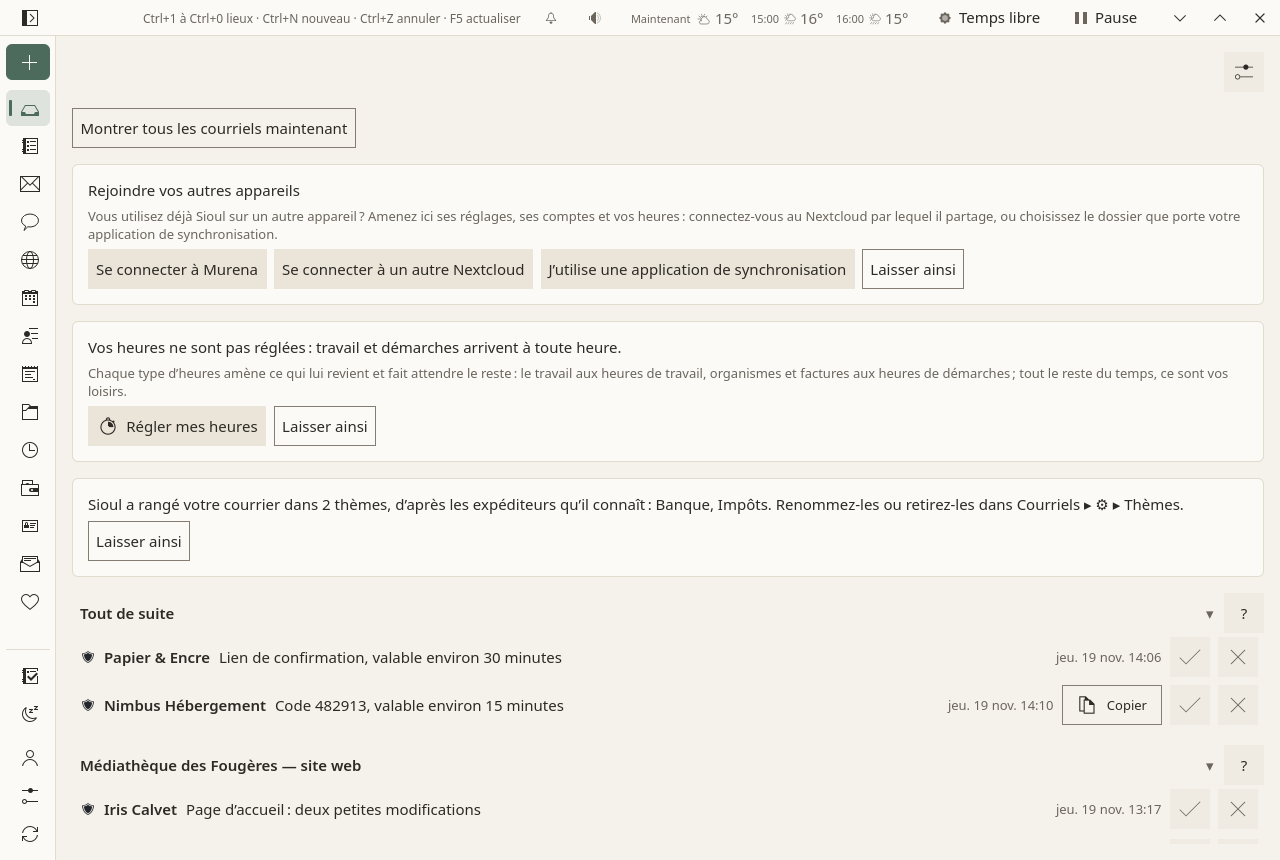 Ctrl+1 à Ctrl+0 lieux · Ctrl+N nouveau · Ctrl+Z annuler · F5 actualiser
Maintenant 15° 15:00 16° 16:00 15°
Temps libre
Pause
Montrer tous les courriels maintenant
Rejoindre vos autres appareils
Vous utilisez déjà Sioul sur un autre appareil ? Amenez ici ses réglages, ses comptes et vos heures : connectez-vous au Nextcloud par lequel il partage, ou choisissez le dossier que porte votre
application de synchronisation.
Se connecter à Murena
Se connecter à un autre Nextcloud
J’utilise une application de synchronisation
Laisser ainsi
Vos heures ne sont pas réglées : travail et démarches arrivent à toute heure.
Chaque type d’heures amène ce qui lui revient et fait attendre le reste : le travail aux heures de travail, organismes et factures aux heures de démarches ; tout le reste du temps, ce sont vos
loisirs.
Régler mes heures
Laisser ainsi
Sioul a rangé votre courrier dans 2 thèmes, d’après les expéditeurs qu’il connaît : Banque, Impôts. Renommez-les ou retirez-les dans Courriels ▸ ⚙ ▸ Thèmes.
Laisser ainsi
Tout de suite ▾ ?
Papier & Encre Lien de confirmation, valable environ 30 minutes jeu. 19 nov. 14:06
Nimbus Hébergement Code 482913, valable environ 15 minutes jeu. 19 nov. 14:10 Copier
Médiathèque des Fougères — site web ▾ ?
Iris Calvet Page d’accueil : deux petites modifications jeu. 19 nov. 13:17